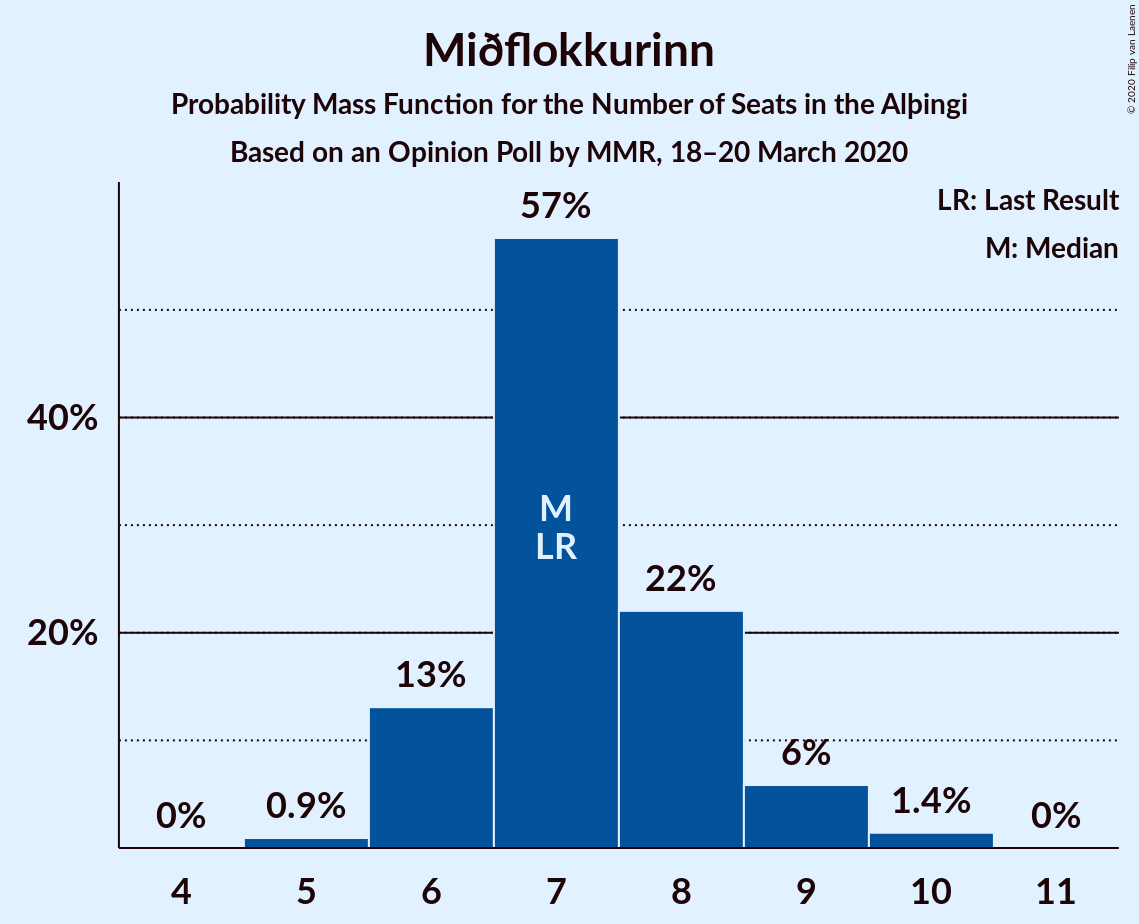 Miðflokkurinn
Probability Mass Function for the Number of Seats in the Alþingi
Based on an Opinion Poll by MMR, 18–20 March 2020
© 2020 Filip van Laenen
LR: Last Result
M: Median
57%
40%
M
LR
22%
20%
13%
6%
0%
0.9%
1.4%
0%
4 5 6 7 8 9 10 11